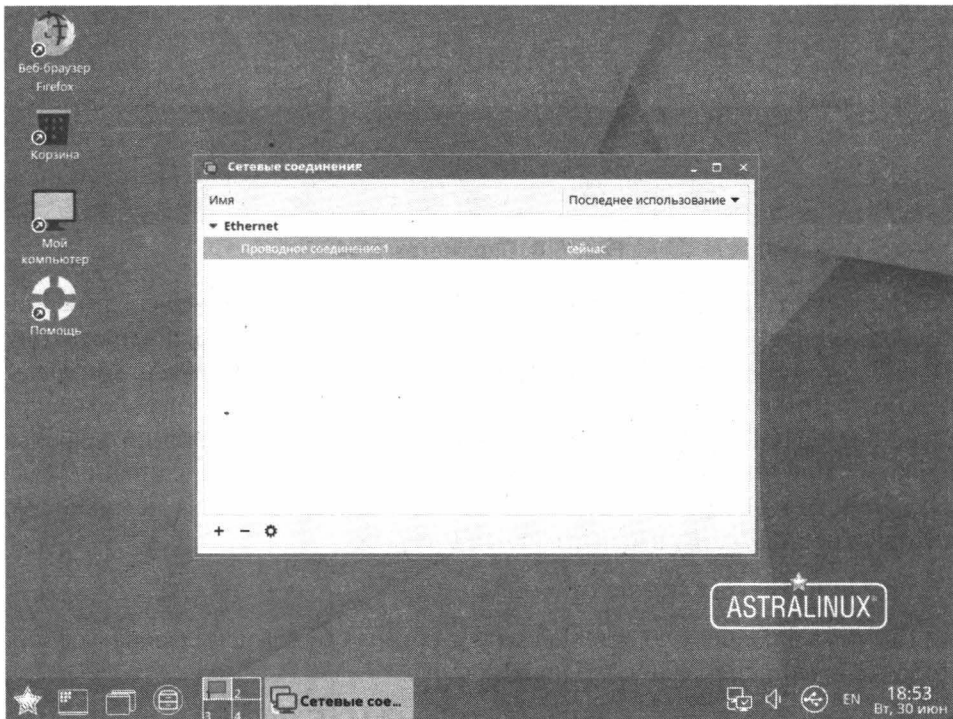 Веб-браузер
Firefox
Корзина
Мой
компьютер
Помощь
Сетевые соединения
Имя
Последнее использование
Ethernet
Проводное соединение 1
сейчас
ASTRALINUX®
2
3
4
Сетевые сое...
EN
18:53
Вт, 30 июн